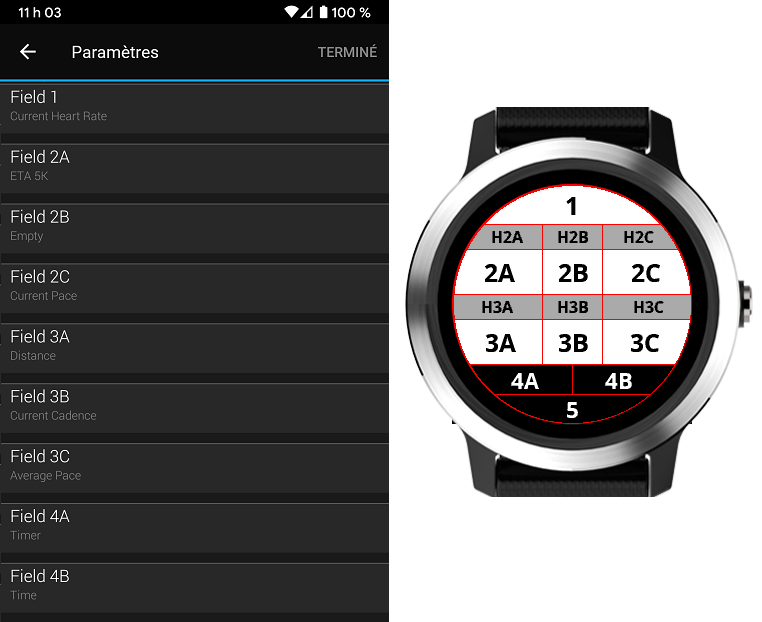 11 h 03
100 %
Paramètres
TERMINÉ
Field 1
Current Heart Rate
Field 2A
ETA 5K
Field 2B
Empty
Field 2C
Current Pace
Field 3A
Distance
Field 3B
Current Cadence
Field 3C
Average Pace
Field 4A
Timer
Field 4B
Time
1
H2A H2B H2C
2A 2B 2C
H3A H3B H3C
3A 3B 3C
4A 4B
5